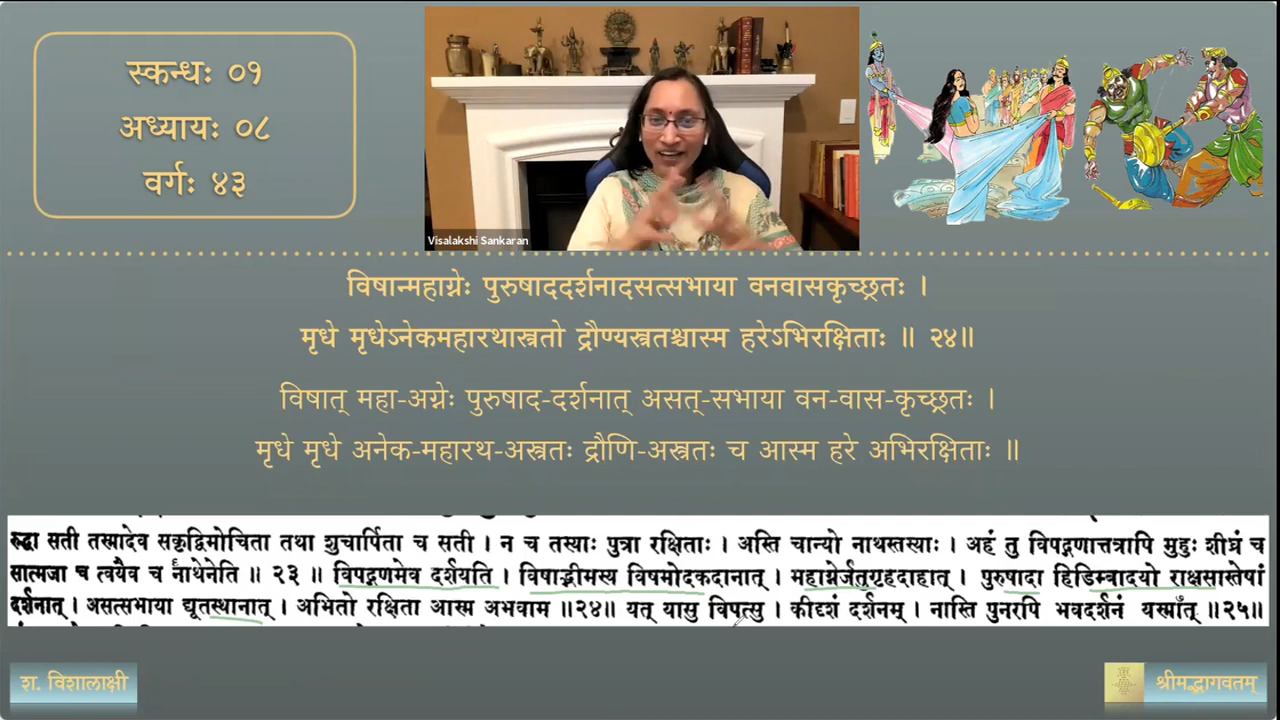 स्कन्धः ०१
अध्यायः ०८
वर्गः ४३
Visalakshi Sankaran
विषान्महाग्नेः पुरुषाददर्शनादसत्सभाया वनवासकृच्छ्रतः ।
मृधे मृधेऽनेकमहारथास्त्रतो द्रौण्यस्त्रतश्चास्म हरेऽभिरक्षिताः ॥ २४॥
विषात् महा-अग्नेः पुरुषाद-दर्शनात् असत्-सभाया वन-वास-कृच्छ्रतः ।
मृधे मृधे अनेक-महारथ-अस्त्रतः द्रौणि-अस्त्रतः च आस्म हरे अभिरक्षिताः ॥
रुद्धा सती तस्मादेव सकृद्विमोचिता तथा शुचार्पिता च सती । न च तस्याः पुत्रा रक्षिताः । अस्ति चान्यो नाथस्तस्याः । अहं तु विपद्गणात्तत्रापि मुहुः शीघ्रं च
सात्मजा च त्वयैव च नाथेनेति ॥ २३ ॥ विपद्गणमेव दर्शयति । विषाद्भीमस्य विषमोदकदानात् । महाग्नेर्जतुगृहदाहात् । पुरुषादा हिडिम्बादयो राक्षसास्तेषां
दर्शनात् । असत्सभाया द्यूतस्थानात् । अभितो रक्षिता आस्म अभवाम ॥२४॥ यत् यासु विपत्सु । कीदृशं दर्शनम् । नास्ति पुनरपि भवदर्शनं यस्मात् ॥२५॥
श. विशालाक्षी
श्रीमद्भागवतम्